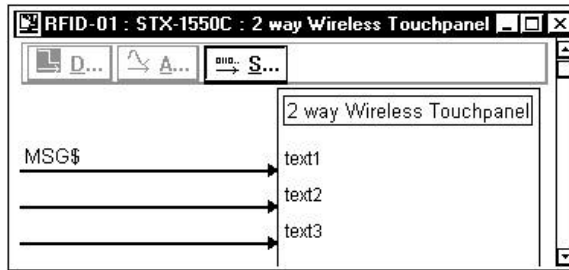 RFID-01 : STX-1550C : 2 way Wireless Touchpanel
D... A... S...
2 way Wireless Touchpanel
MSG$ text1
text2
text3